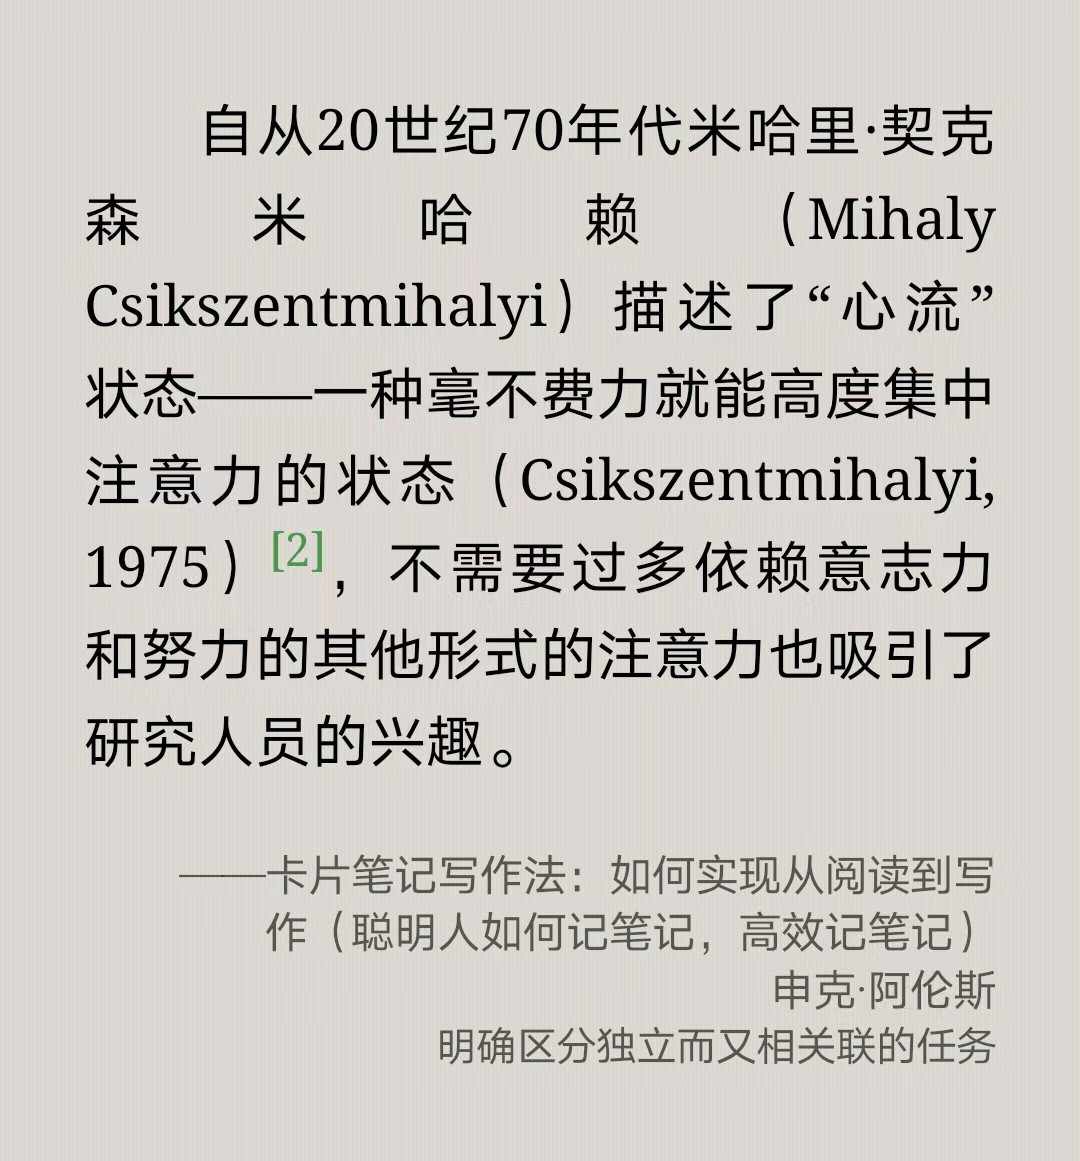 自从20世纪70年代米哈里·契克
森米哈赖（Mihaly
Csikszentmihalyi）描述了“心流”
状态——一种毫不费力就能高度集中
注意力的状态（Csikszentmihalyi,
1975）[2]，不需要过多依赖意志力
和努力的其他形式的注意力也吸引了
研究人员的兴趣。
——卡片笔记写作法：如何实现从阅读到写
作（聪明人如何记笔记，高效记笔记）
申克·阿伦斯
明确区分独立而又相关联的任务